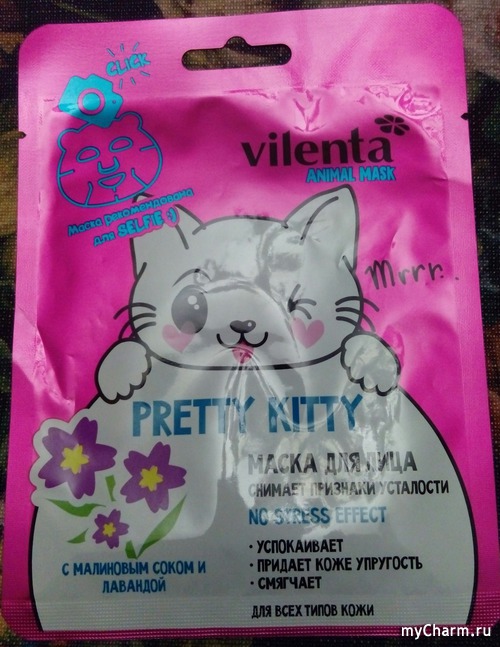 CLICK
Маска рекомендована
для SELFIE :)
vilenta
ANIMAL MASK
Mrrr.
PRETTY KITTY
МАСКА ДЛЯ ЛИЦА
СНИМАЕТ ПРИЗНАКИ УСТАЛОСТИ
NO STRESS EFFECT
• УСПОКАИВАЕТ
• ПРИДАЕТ КОЖЕ УПРУГОСТЬ
• СМЯГЧАЕТ
С МАЛИНОВЫМ СОКОМ И
ЛАВАНДОЙ
ДЛЯ ВСЕХ ТИПОВ КОЖИ
myCharm.ru